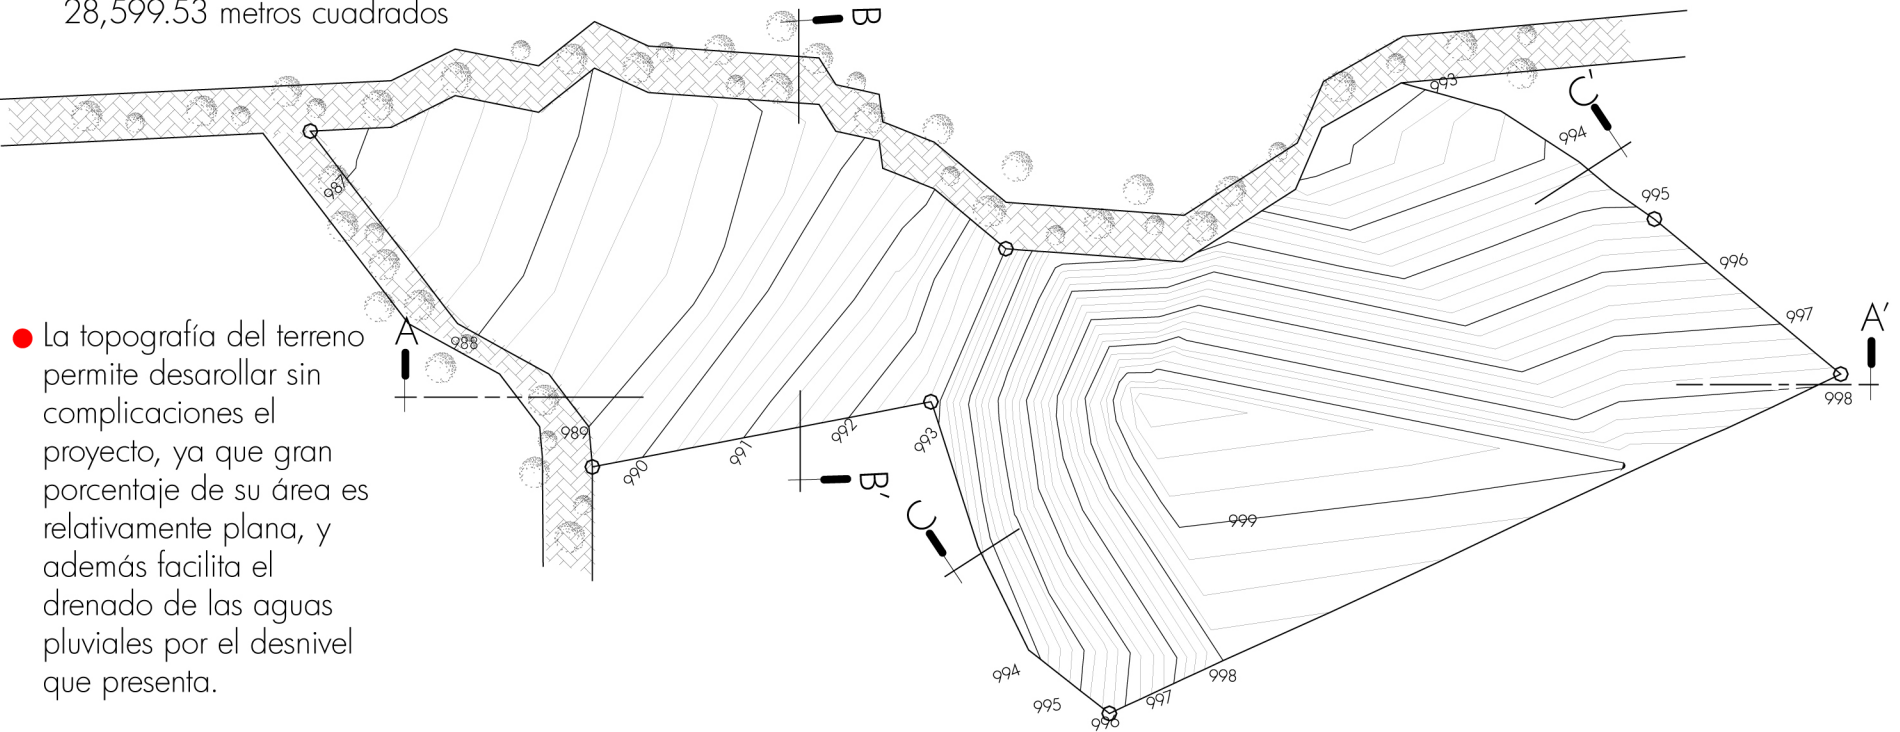 28,599.53 metros cuadrados
B
C'
993
994
987
995
996
La topografía del terreno
permite desarollar sin
complicaciones el
proyecto, ya que gran
porcentaje de su área es
relativamente plana, y
además facilita el
drenado de las aguas
pluviales por el desnivel
que presenta.
A
988
997
A'
998
989
990
991
992
993
B'
C
999
994
995
996
997
998